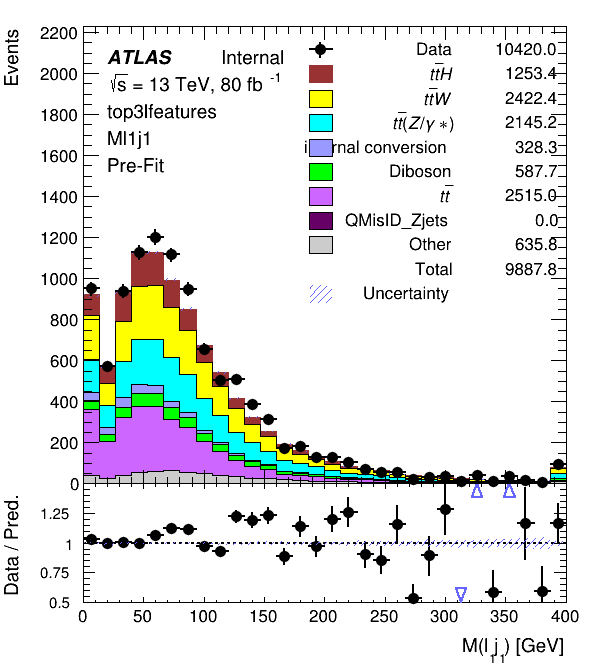 Events
2200
2000
1800
1600
1400
1200
1000
800
600
400
200
0
ATLAS Internal
√s = 13 TeV, 80 fb -1
top3lfeatures
Ml1j1
Pre-Fit
Data 10420.0
tt̄H 1253.4
tt̄W 2422.4
tt̄(Z/γ *) 2145.2
internal conversion 328.3
Diboson 587.7
tt̄ 2515.0
QMisID_Zjets 0.0
Other 635.8
Total 9887.8
Uncertainty
Data / Pred.
1.25
1
0.75
0.5
0 50 100 150 200 250 300 350 400
M(l1j1) [GeV]